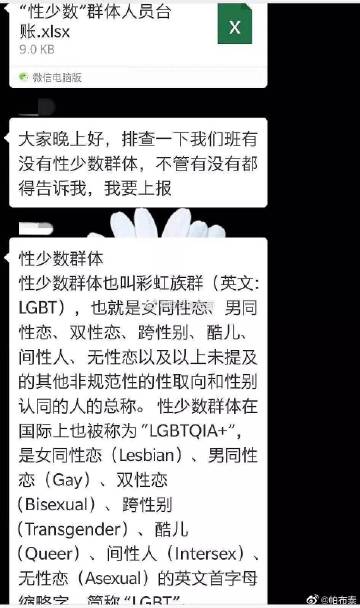 “性少数”群体人员台
账.xlsx
9.0 KB
X
微信电脑版
大家晚上好，排查一下我们班有
没有性少数群体，不管有没有都
得告诉我，我要上报
性少数群体
性少数群体也叫彩虹族群（英文:
LGBT），也就是女同性恋、男同
性恋、双性恋、跨性别、酷儿、
间性人、无性恋以及以上未提及
的其他非规范性的性取向和性别
认同的人的总称。 性少数群体在
国际上也被称为“LGBTQIA+”，
是女同性恋（Lesbian）、男同性
恋（Gay）、双性恋
（Bisexual）、跨性别
（Transgender）、酷儿
（Queer）、间性人（Intersex）、
无性恋（Asexual）的英文首字母
缩略字，简称“LGBT”。
@帕布莱